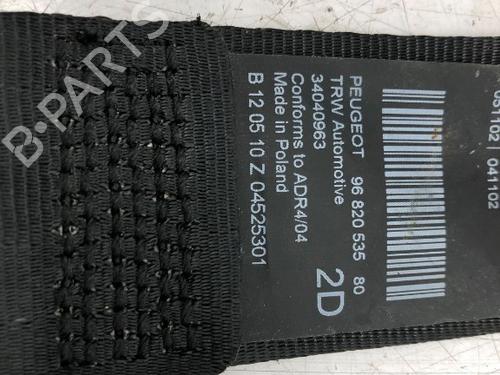 PEUGEOT 96 820 535 80
TRW Automotive
34040963
Conforms to ADR4/04
Made in Poland
B 12 05 10 Z 04525301
2D
041102
B-PARTS